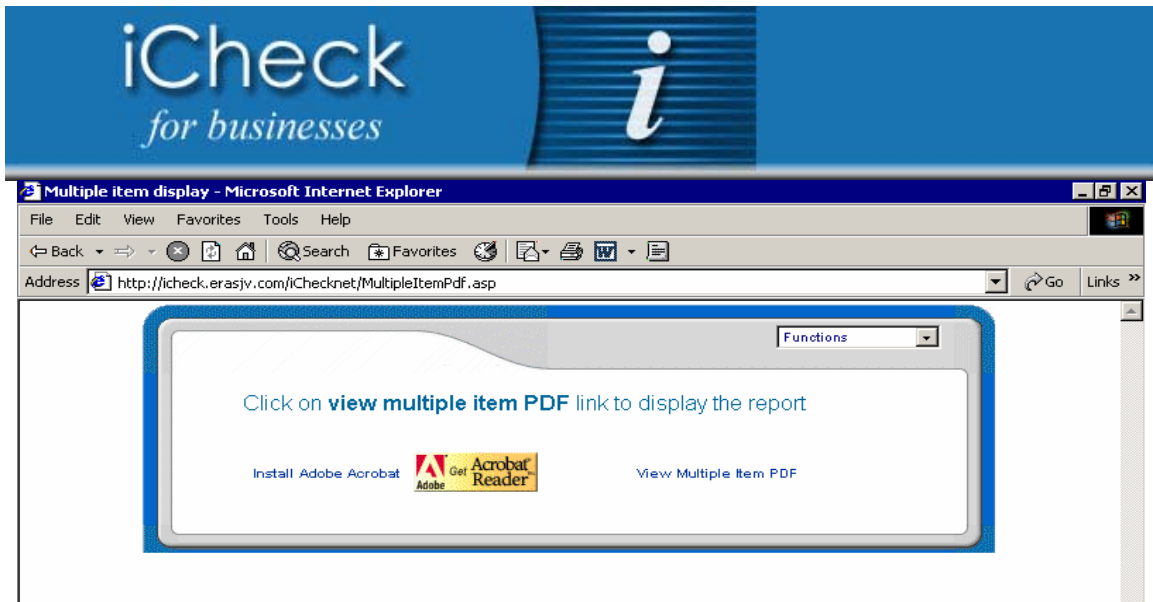 iCheck
for businesses
i
Multiple item display - Microsoft Internet Explorer
File Edit View Favorites Tools Help
Back Search Favorites W
Address http://icheck.erasjv.com/iChecknet/MultipleItemPdf.asp Go Links »
Functions
Click on view multiple item PDF link to display the report
Install Adobe Acrobat Adobe Get Acrobat Reader View Multiple Item PDF